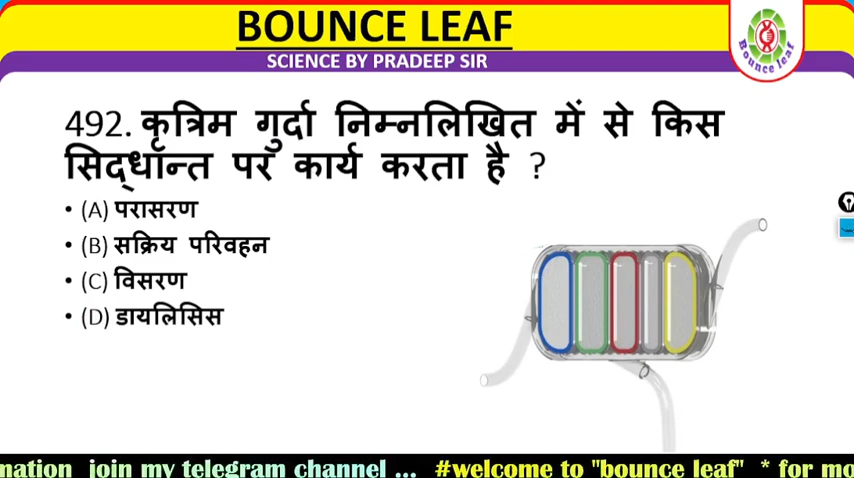 BOUNCE LEAF
SCIENCE BY PRADEEP SIR
Bounce leaf
492. कृत्रिम गुर्दा निम्नलिखित में से किस
सिद्धान्त पर कार्य करता है ?
• (A) परासरण
• (B) सक्रिय परिवहन
• (C) विसरण
• (D) डायलिसिस
mation join my telegram channel ... #welcome to "bounce leaf" * for mo